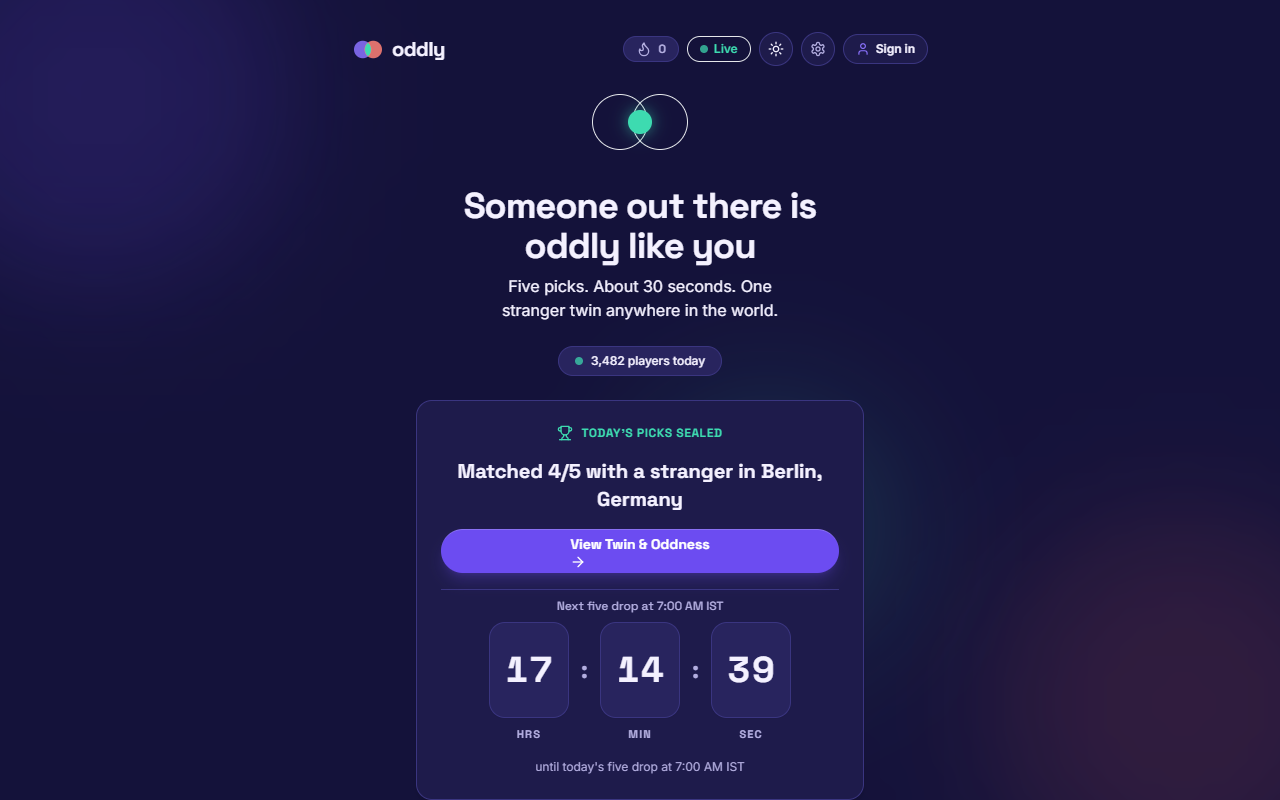 oddly
0
Live
Sign in
Someone out there is
oddly like you
Five picks. About 30 seconds. One
stranger twin anywhere in the world.
3,482 players today
TODAY'S PICKS SEALED
Matched 4/5 with a stranger in Berlin,
Germany
View Twin & Oddness
→
Next five drop at 7:00 AM IST
17 : 14 : 39
HRS MIN SEC
until today's five drop at 7:00 AM IST